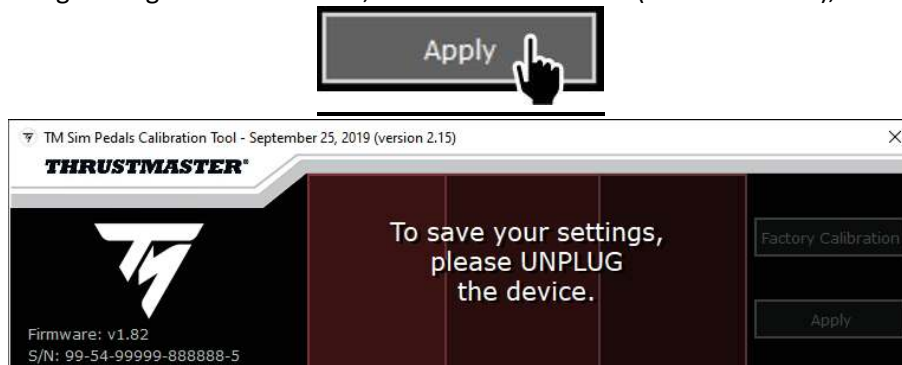 Apply
TM Sim Pedals Calibration Tool - September 25, 2019 (version 2.15)
THRUSTMASTER®
To save your settings,
please UNPLUG
the device.
Factory Calibration
Apply
Firmware: v1.82
S/N: 99-54-99999-888888-5